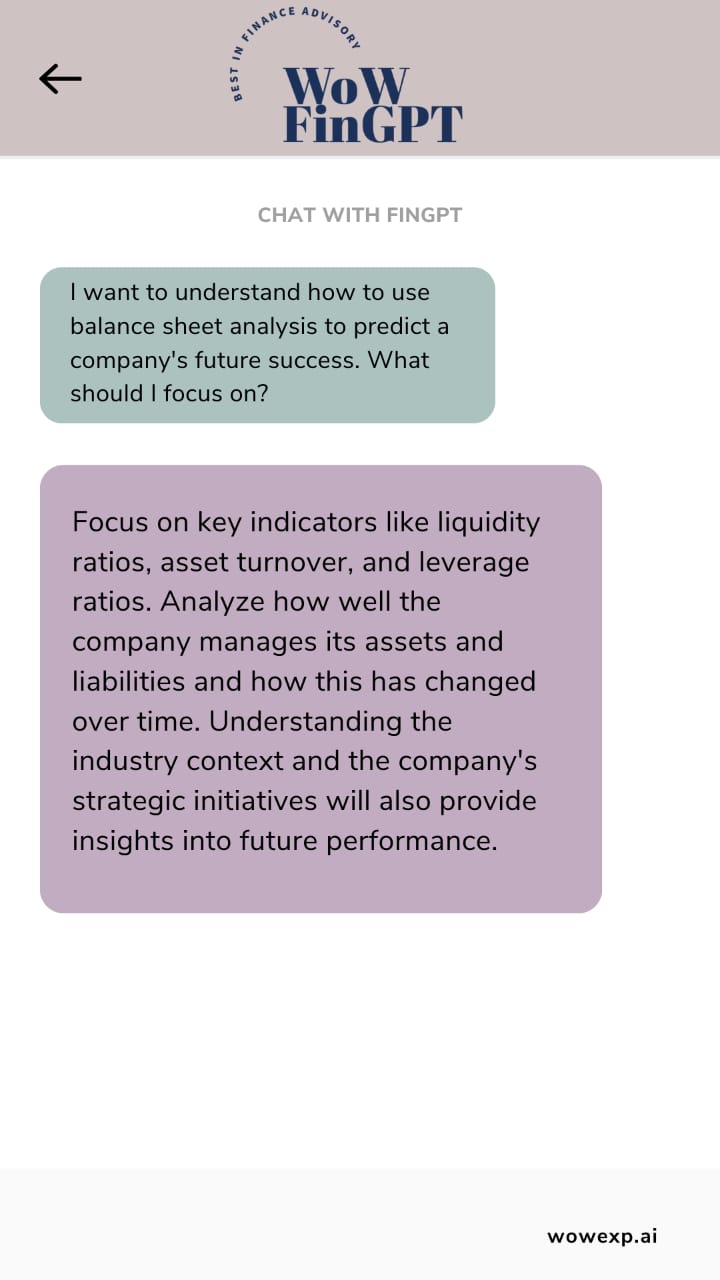 BEST IN FINANCE ADVISORY
WoW
FinGPT
CHAT WITH FINGPT
I want to understand how to use
balance sheet analysis to predict a
company's future success. What
should I focus on?
Focus on key indicators like liquidity
ratios, asset turnover, and leverage
ratios. Analyze how well the
company manages its assets and
liabilities and how this has changed
over time. Understanding the
industry context and the company's
strategic initiatives will also provide
insights into future performance.
wowexp.ai